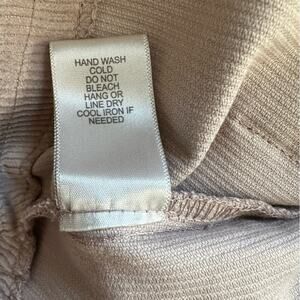 HAND WASH
COLD
DO NOT
BLEACH
HANG OR
LINE DRY
COOL IRON IF
NEEDED